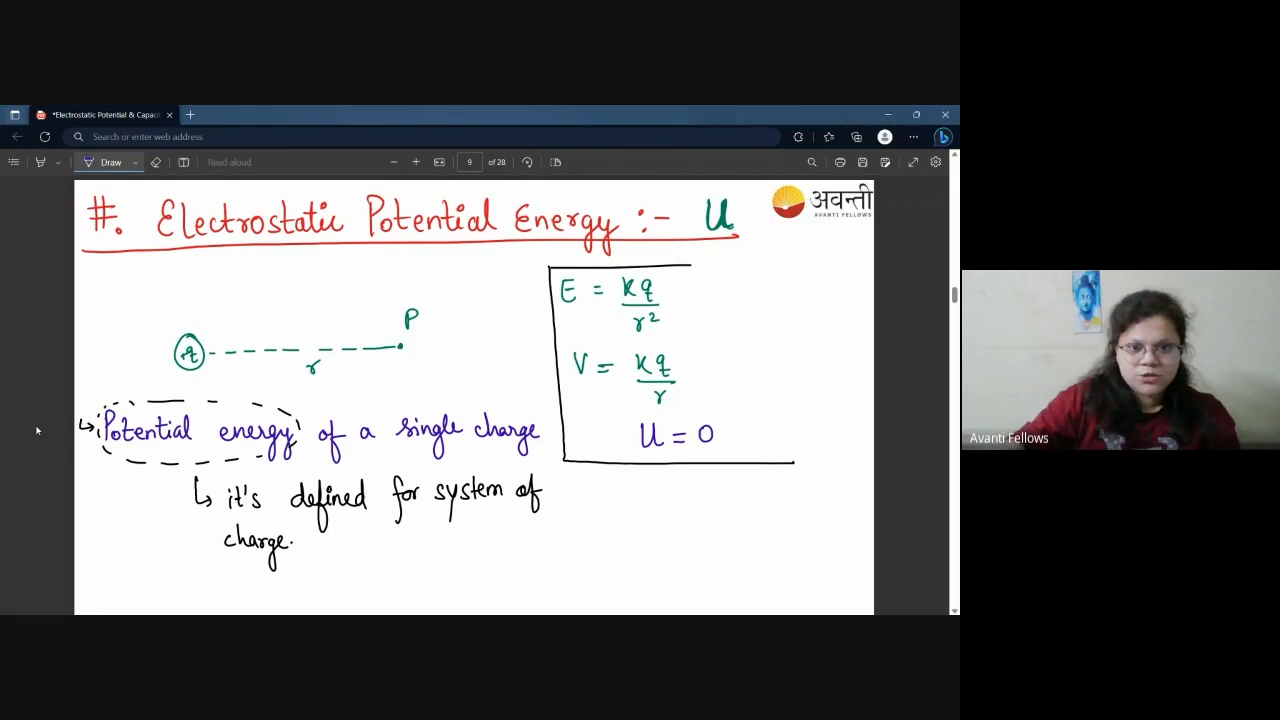 *Electrostatic Potential & Capaci
Search or enter web address
Draw
Read aloud
9 of 28
#. Electrostatic Potential Energy :- U
अवन्ती
AVANTI FELLOWS
E = kq/r²
P
q
r
V = kq/r
↳ Potential energy of a single charge
U = 0
↳ it's defined for system of
charge.
Avanti Fellows